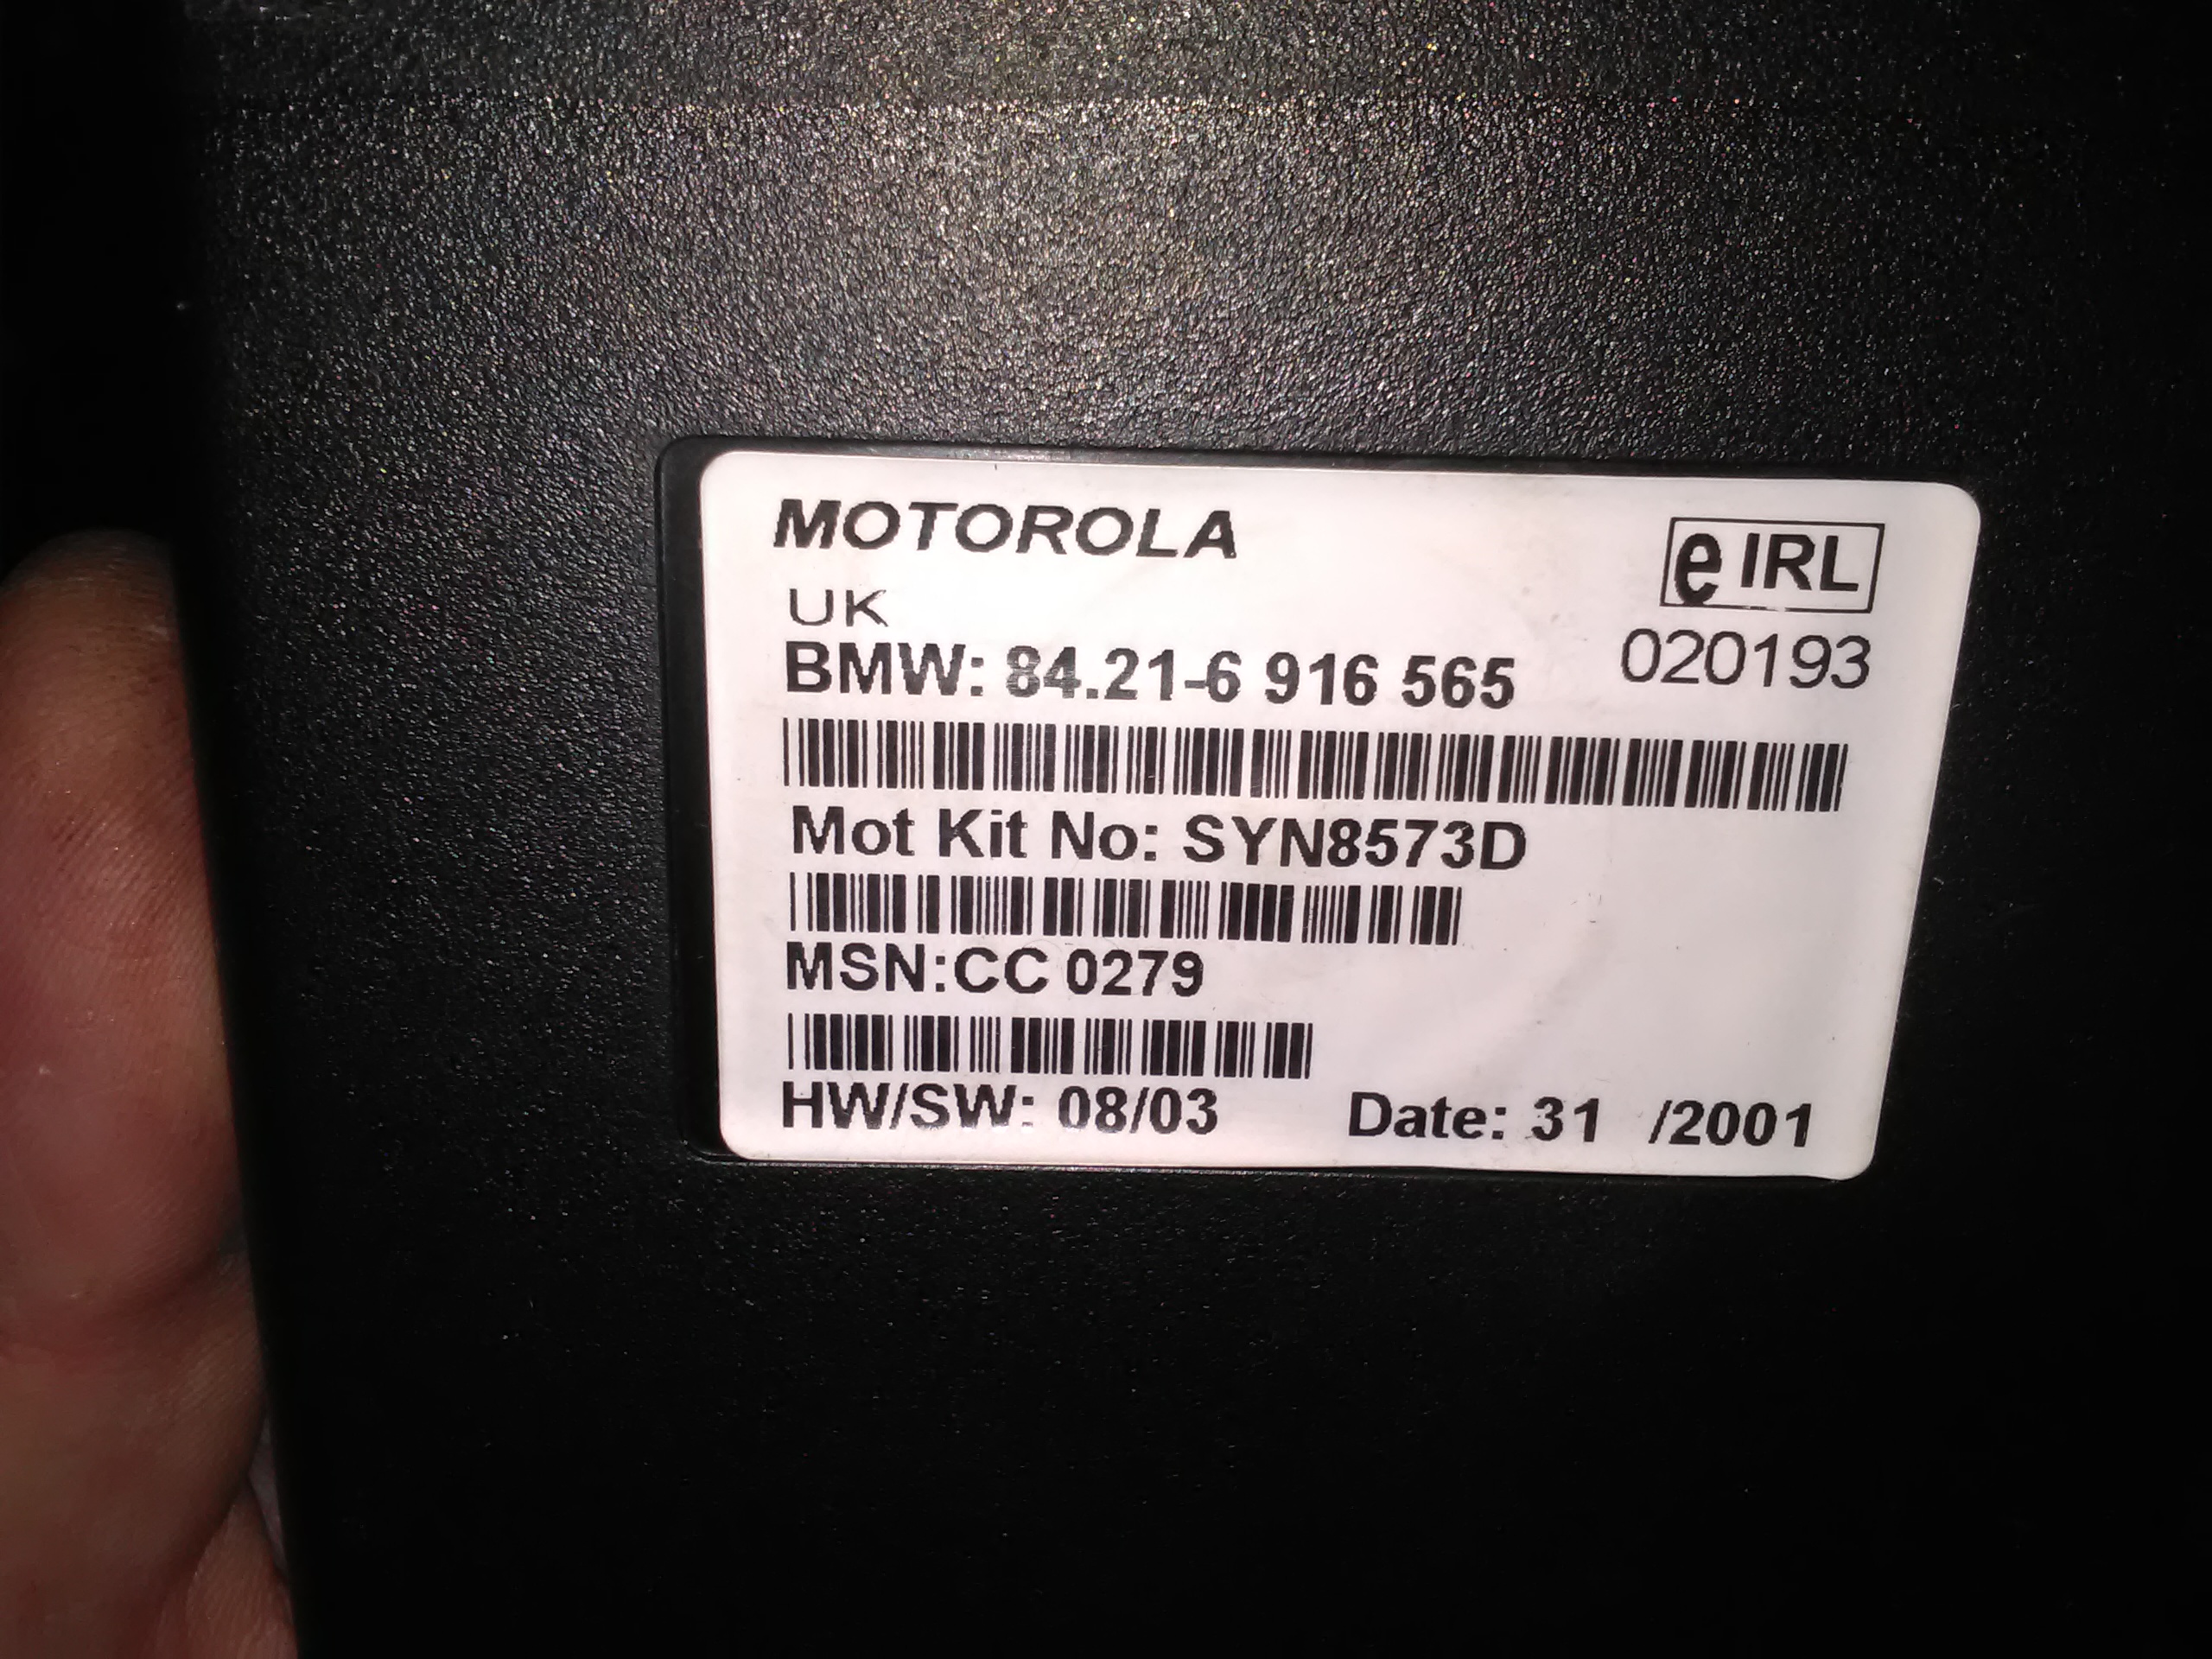 MOTOROLA
e IRL
UK
020193
BMW: 84.21-6 916 565
Mot Kit No: SYN8573D
MSN:CC 0279
HW/SW: 08/03 Date: 31 /2001